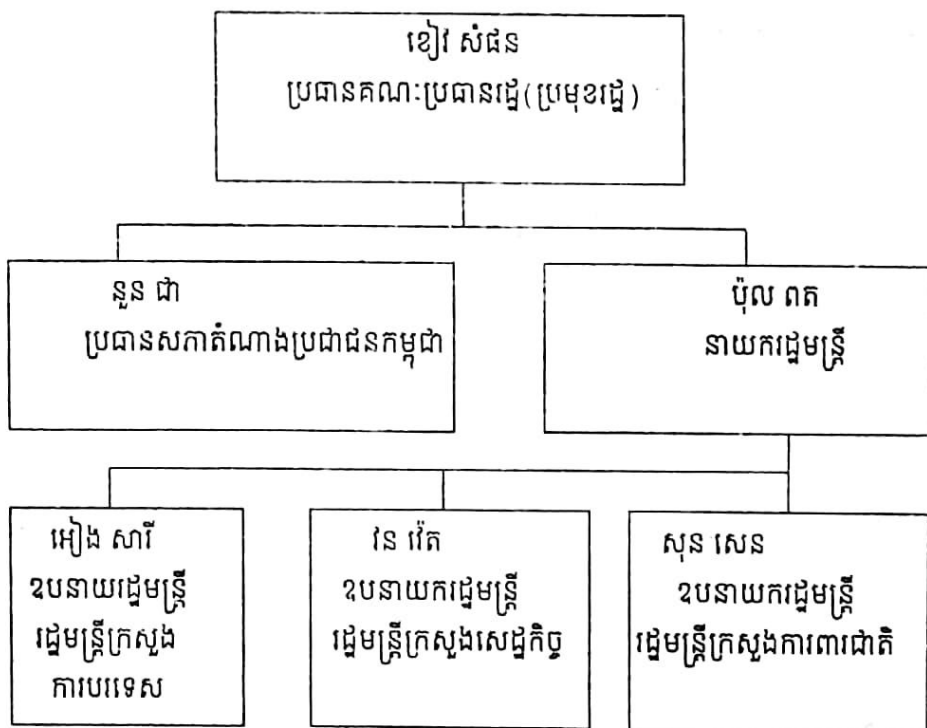 ខៀវ សំផន
ប្រធានគណៈប្រធានរដ្ឋ(ប្រមុខរដ្ឋ)
នួន ជា
ប្រធានសភាតំណាងប្រជាជនកម្ពុជា
ប៉ុល ពត
នាយករដ្ឋមន្ត្រី
អៀង សារី
ឧបនាយរដ្ឋមន្ត្រី
រដ្ឋមន្ត្រីក្រសួង
ការបរទេស
វន វ៉េត
ឧបនាយករដ្ឋមន្ត្រី
រដ្ឋមន្ត្រីក្រសួងសេដ្ឋកិច្ច
សុន សេន
ឧបនាយករដ្ឋមន្ត្រី
រដ្ឋមន្ត្រីក្រសួងការពារជាតិ